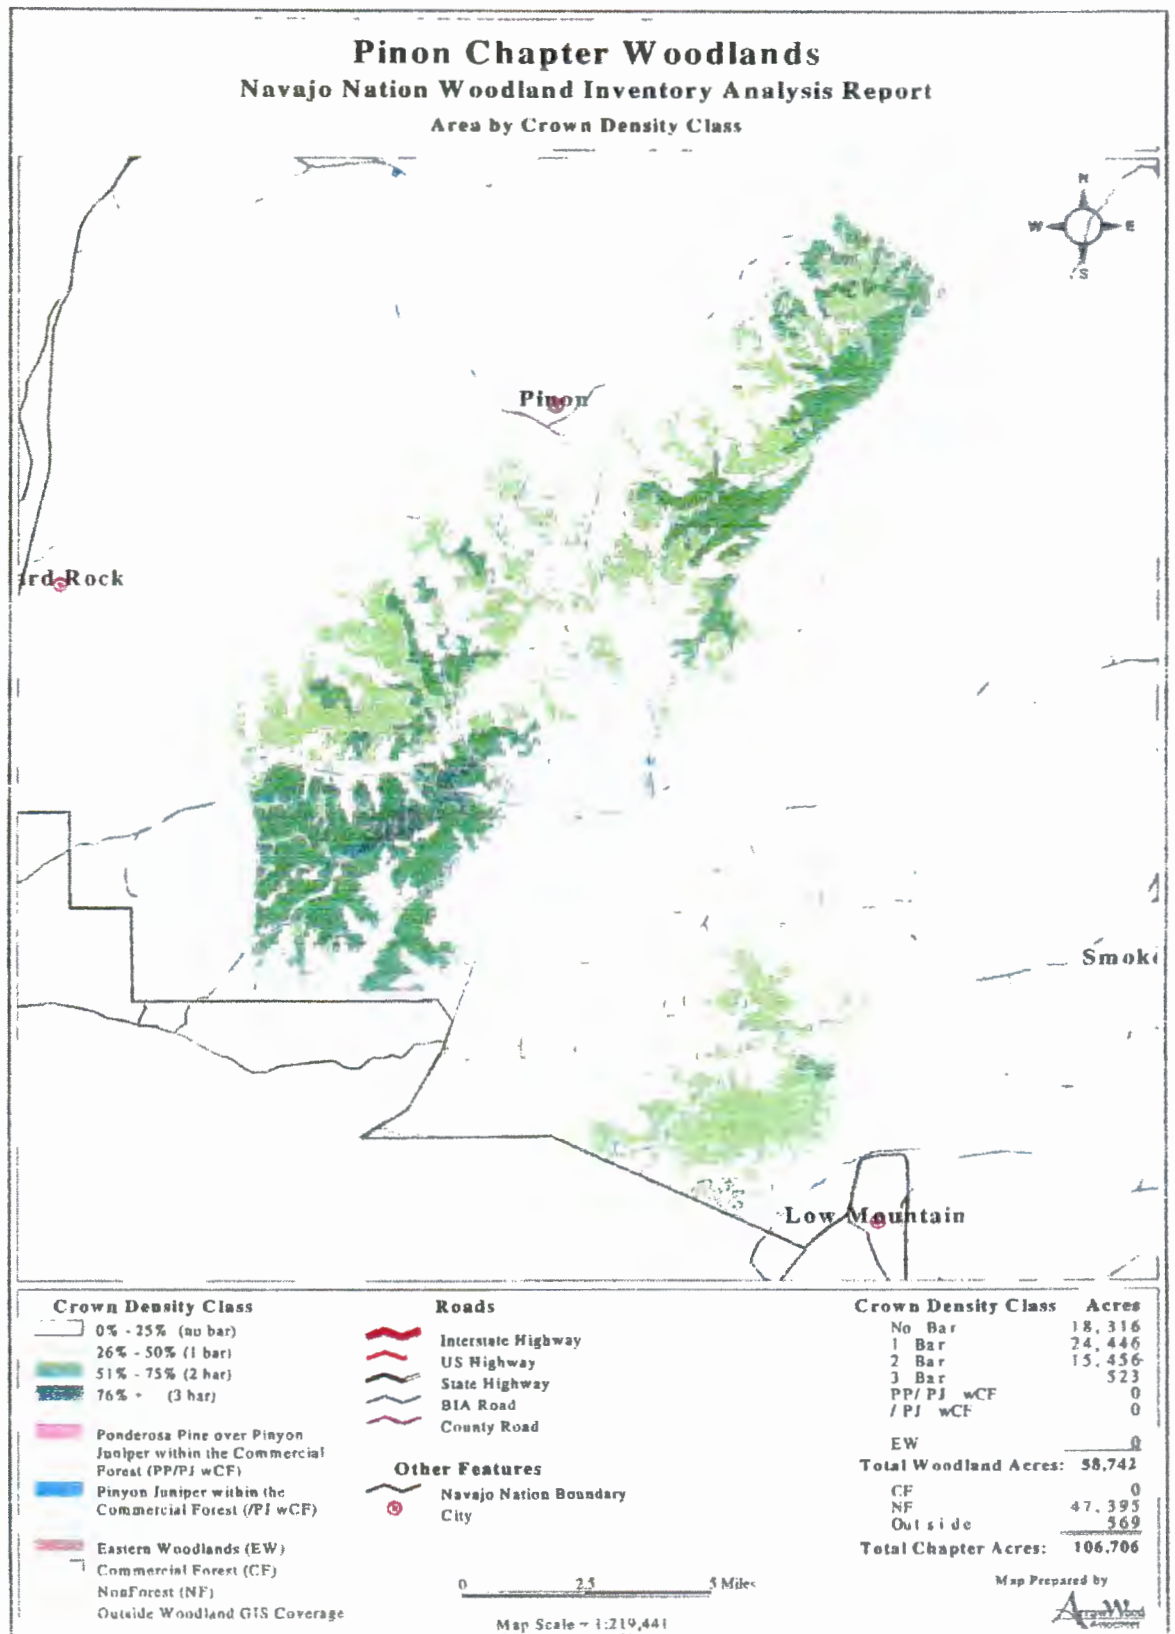 Pinon Chapter Woodlands
Navajo Nation Woodland Inventory Analysis Report
Area by Crown Density Class
N
W E
S
Pinon
ard Rock
Smoke
Low Mountain
Crown Density Class
0% - 25% (no bar)
26% - 50% (1 bar)
51% - 75% (2 bar)
76% + (3 bar)
Ponderosa Pine over Pinyon
Juniper within the Commercial
Forest (PP/PJ wCF)
Pinyon Juniper within the
Commercial Forest (/PJ wCF)
Eastern Woodlands (EW)
Commercial Forest (CF)
NonForest (NF)
Outside Woodland GIS Coverage
Roads
Interstate Highway
US Highway
State Highway
BIA Road
County Road
Other Features
Navajo Nation Boundary
City
0 2.5 5 Miles
Map Scale ~ 1:219,441
Crown Density Class Acres
No Bar 18,316
1 Bar 24,446
2 Bar 15,456
3 Bar 523
PP/PJ wCF 0
/PJ wCF 0
EW 0
Total Woodland Acres: 58,742
CF 0
NF 47,395
Outside 569
Total Chapter Acres: 106,706
Map Prepared by
ArrowWood
Associates